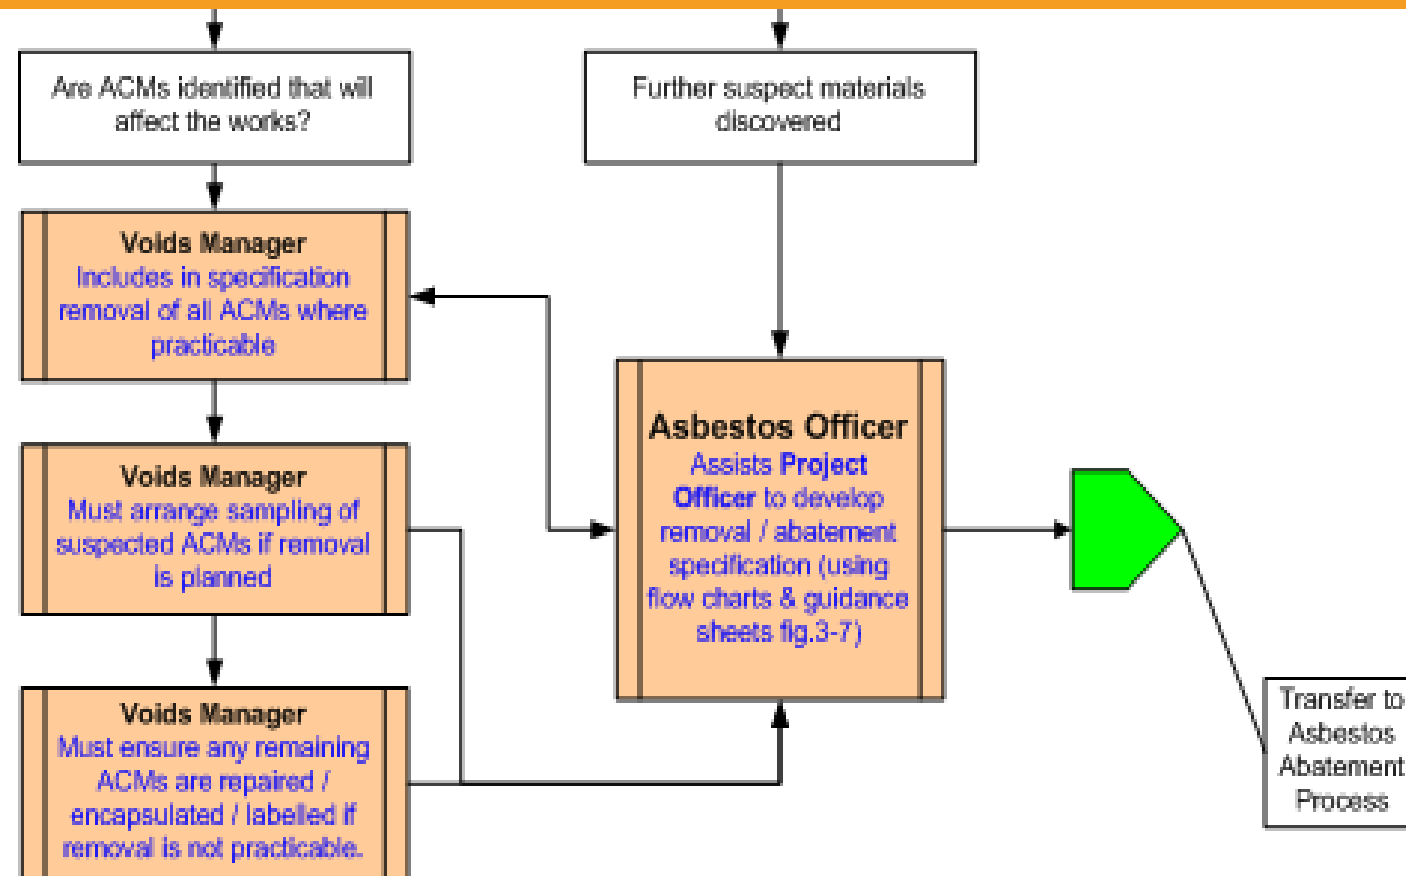 Are ACMs identified that will
affect the works?
Further suspect materials
discovered
Voids Manager
Includes in specification
removal of all ACMs where
practicable
Voids Manager
Must arrange sampling of
suspected ACMs if removal
is planned
Voids Manager
Must ensure any remaining
ACMs are repaired /
encapsulated / labelled if
removal is not practicable.
Asbestos Officer
Assists Project
Officer to develop
removal / abatement
specification (using
flow charts & guidance
sheets fig.3-7)
Transfer to
Asbestos
Abatement
Process